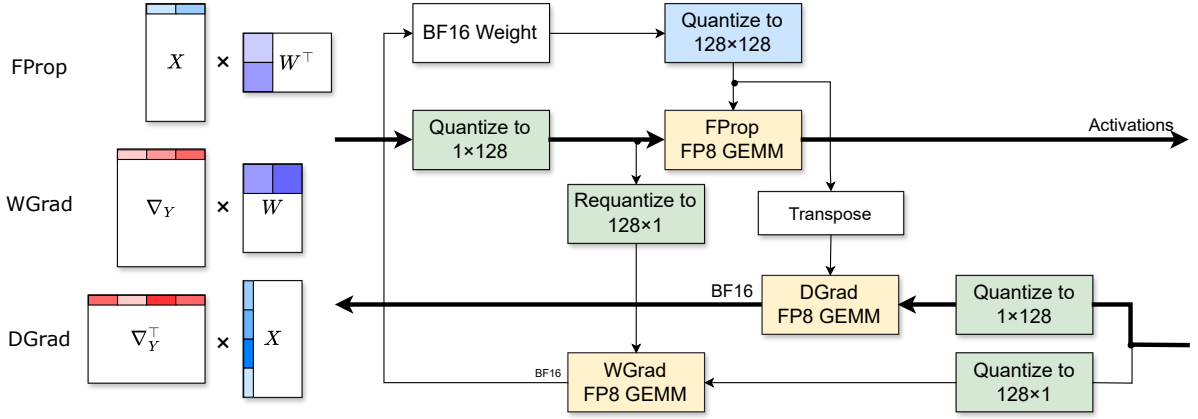 FProp
X
×
W⊤
WGrad
∇Y
×
W
DGrad
∇Y⊤
×
X
BF16 Weight
Quantize to
128×128
Quantize to
1×128
FProp
FP8 GEMM
Activations
Requantize to
128×1
Transpose
BF16
DGrad
FP8 GEMM
Quantize to
1×128
BF16
WGrad
FP8 GEMM
Quantize to
128×1